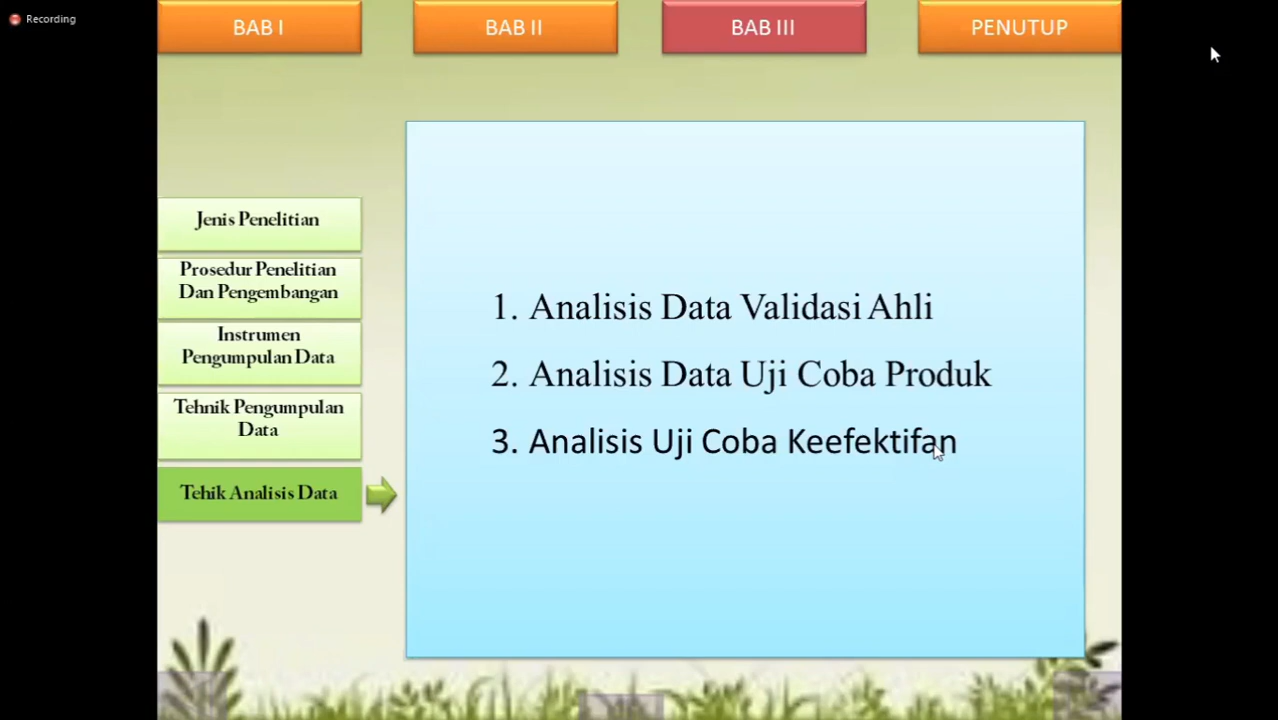 Recording
BAB I
BAB II
BAB III
PENUTUP
Jenis Penelitian
Prosedur Penelitian
Dan Pengembangan
Instrumen
Pengumpulan Data
Tehnik Pengumpulan
Data
Tehik Analisis Data
1. Analisis Data Validasi Ahli
2. Analisis Data Uji Coba Produk
3. Analisis Uji Coba Keefektifan